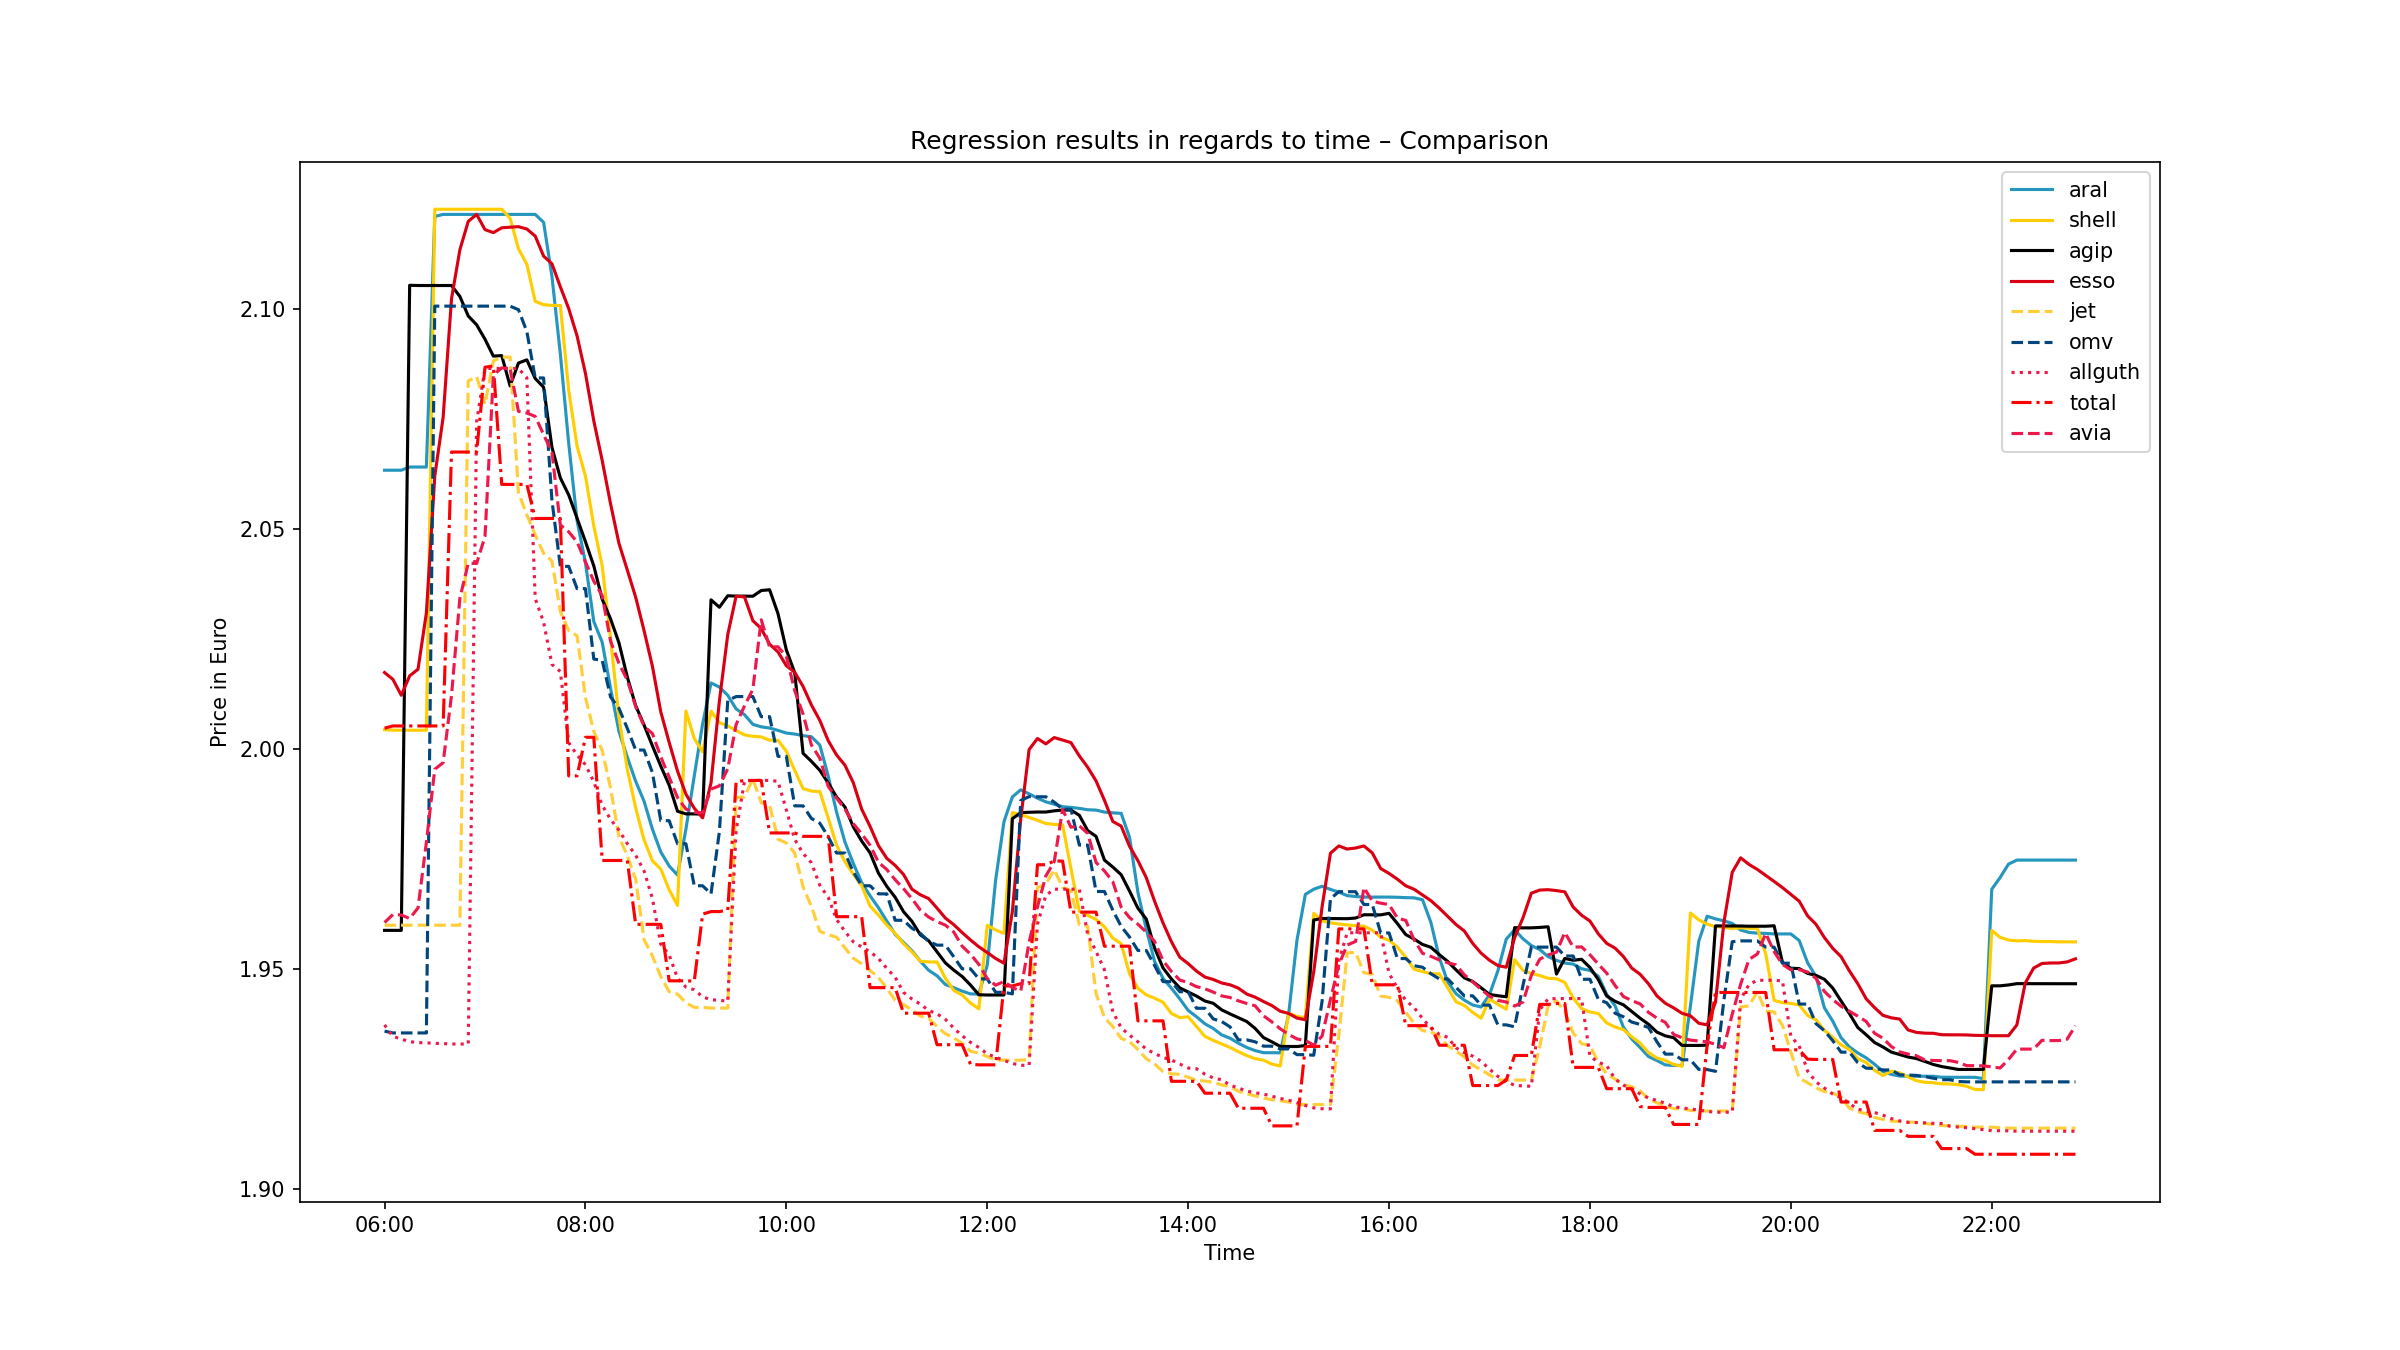 Regression results in regards to time – Comparison
aral
shell
agip
esso
jet
omv
allguth
total
avia
Price in Euro
2.10
2.05
2.00
1.95
1.90
06:00 08:00 10:00 12:00 14:00 16:00 18:00 20:00 22:00
Time